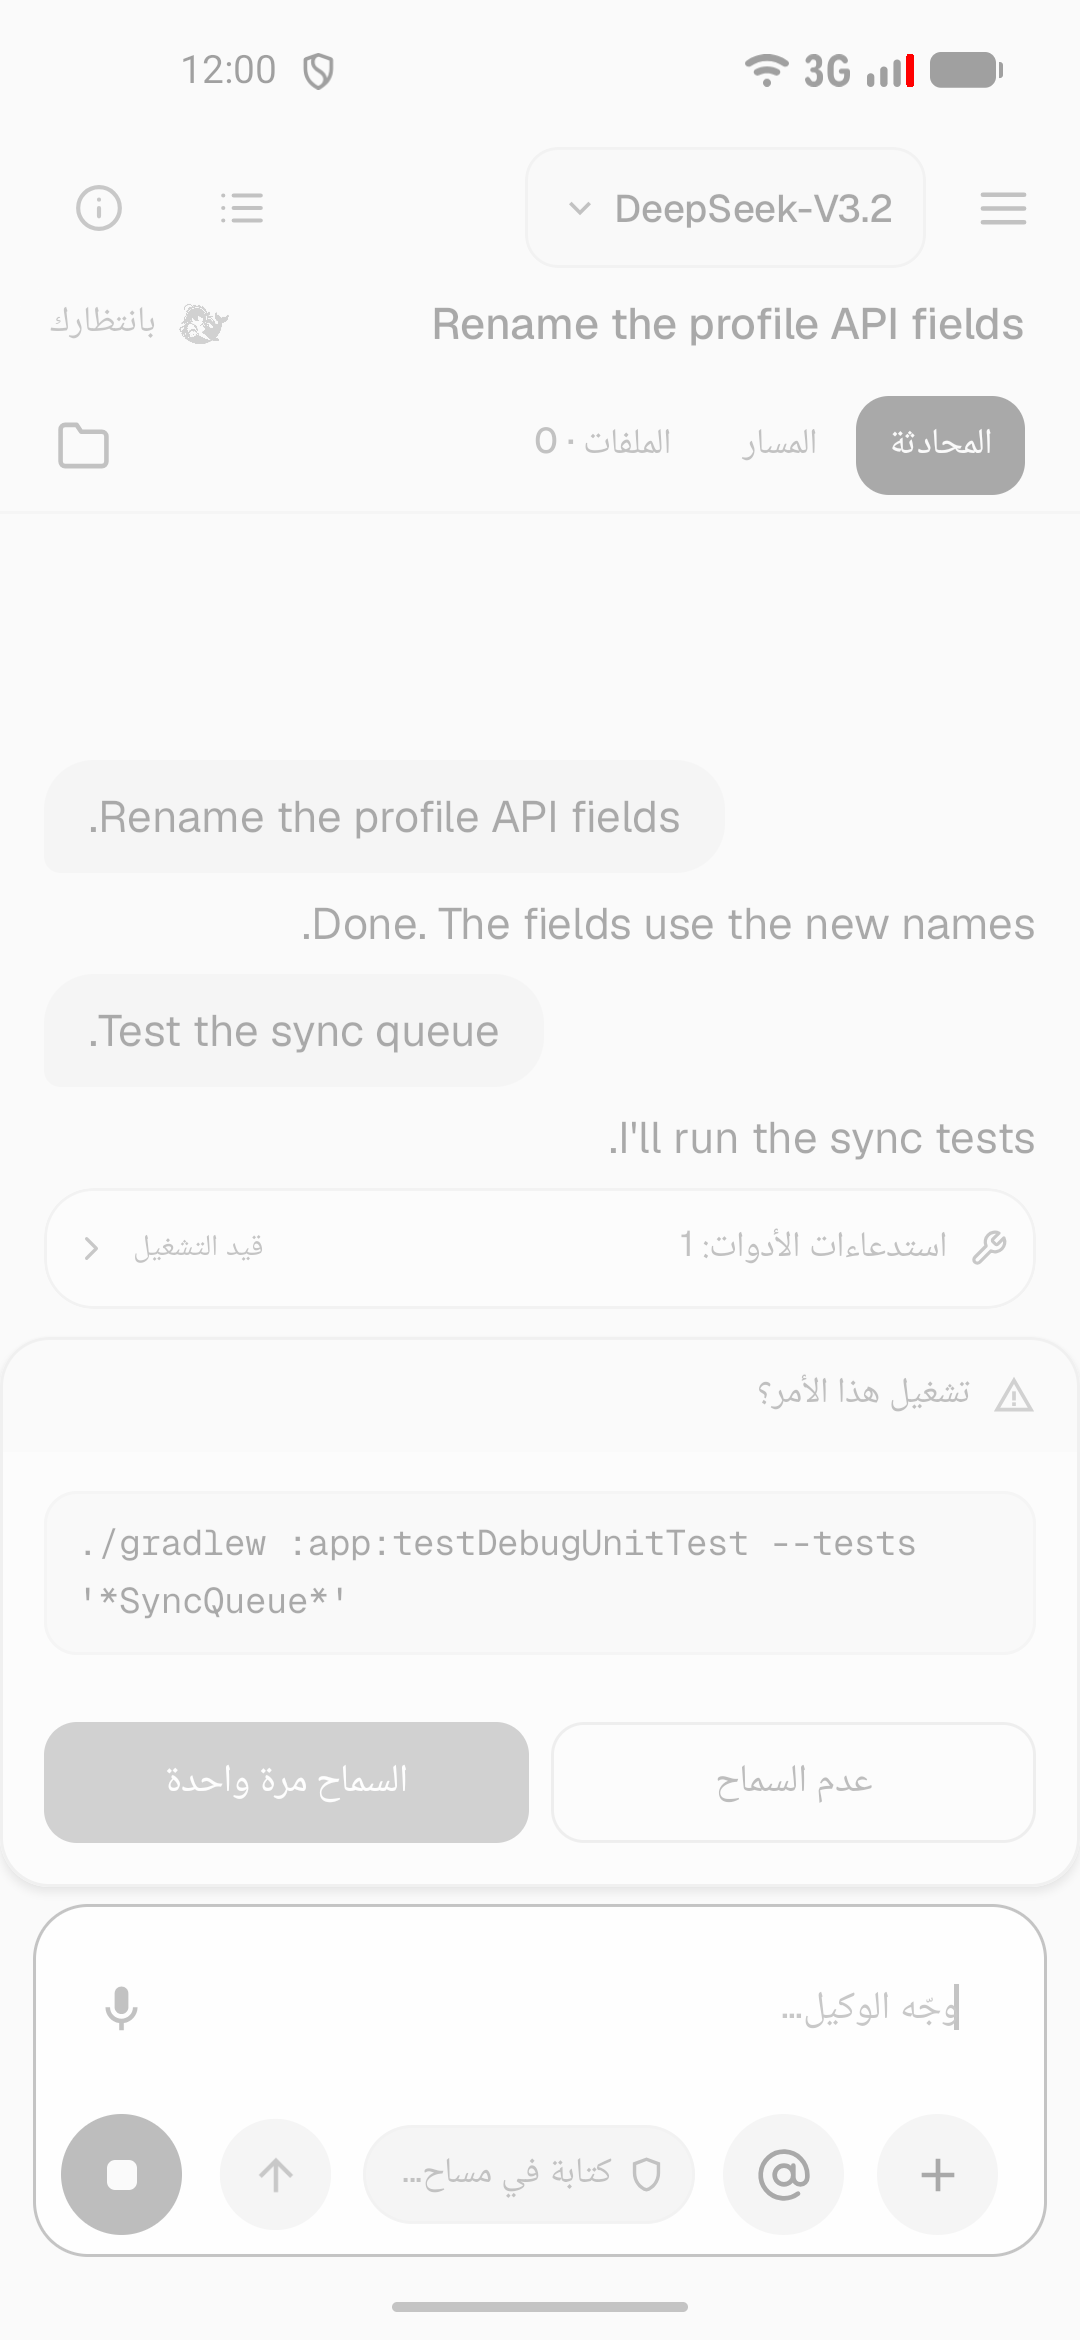 12:00
3G
DeepSeek-V3.2
Rename the profile API fields
بانتظارك
المحادثة
المسار
الملفات · 0
Rename the profile API fields.
Done. The fields use the new names.
Test the sync queue.
I'll run the sync tests.
استدعاءات الأدوات: 1
قيد التشغيل
تشغيل هذا الأمر؟
./gradlew :app:testDebugUnitTest --tests
'*SyncQueue*'
عدم السماح
السماح مرة واحدة
وجّه الوكيل...
كتابة في مساح...